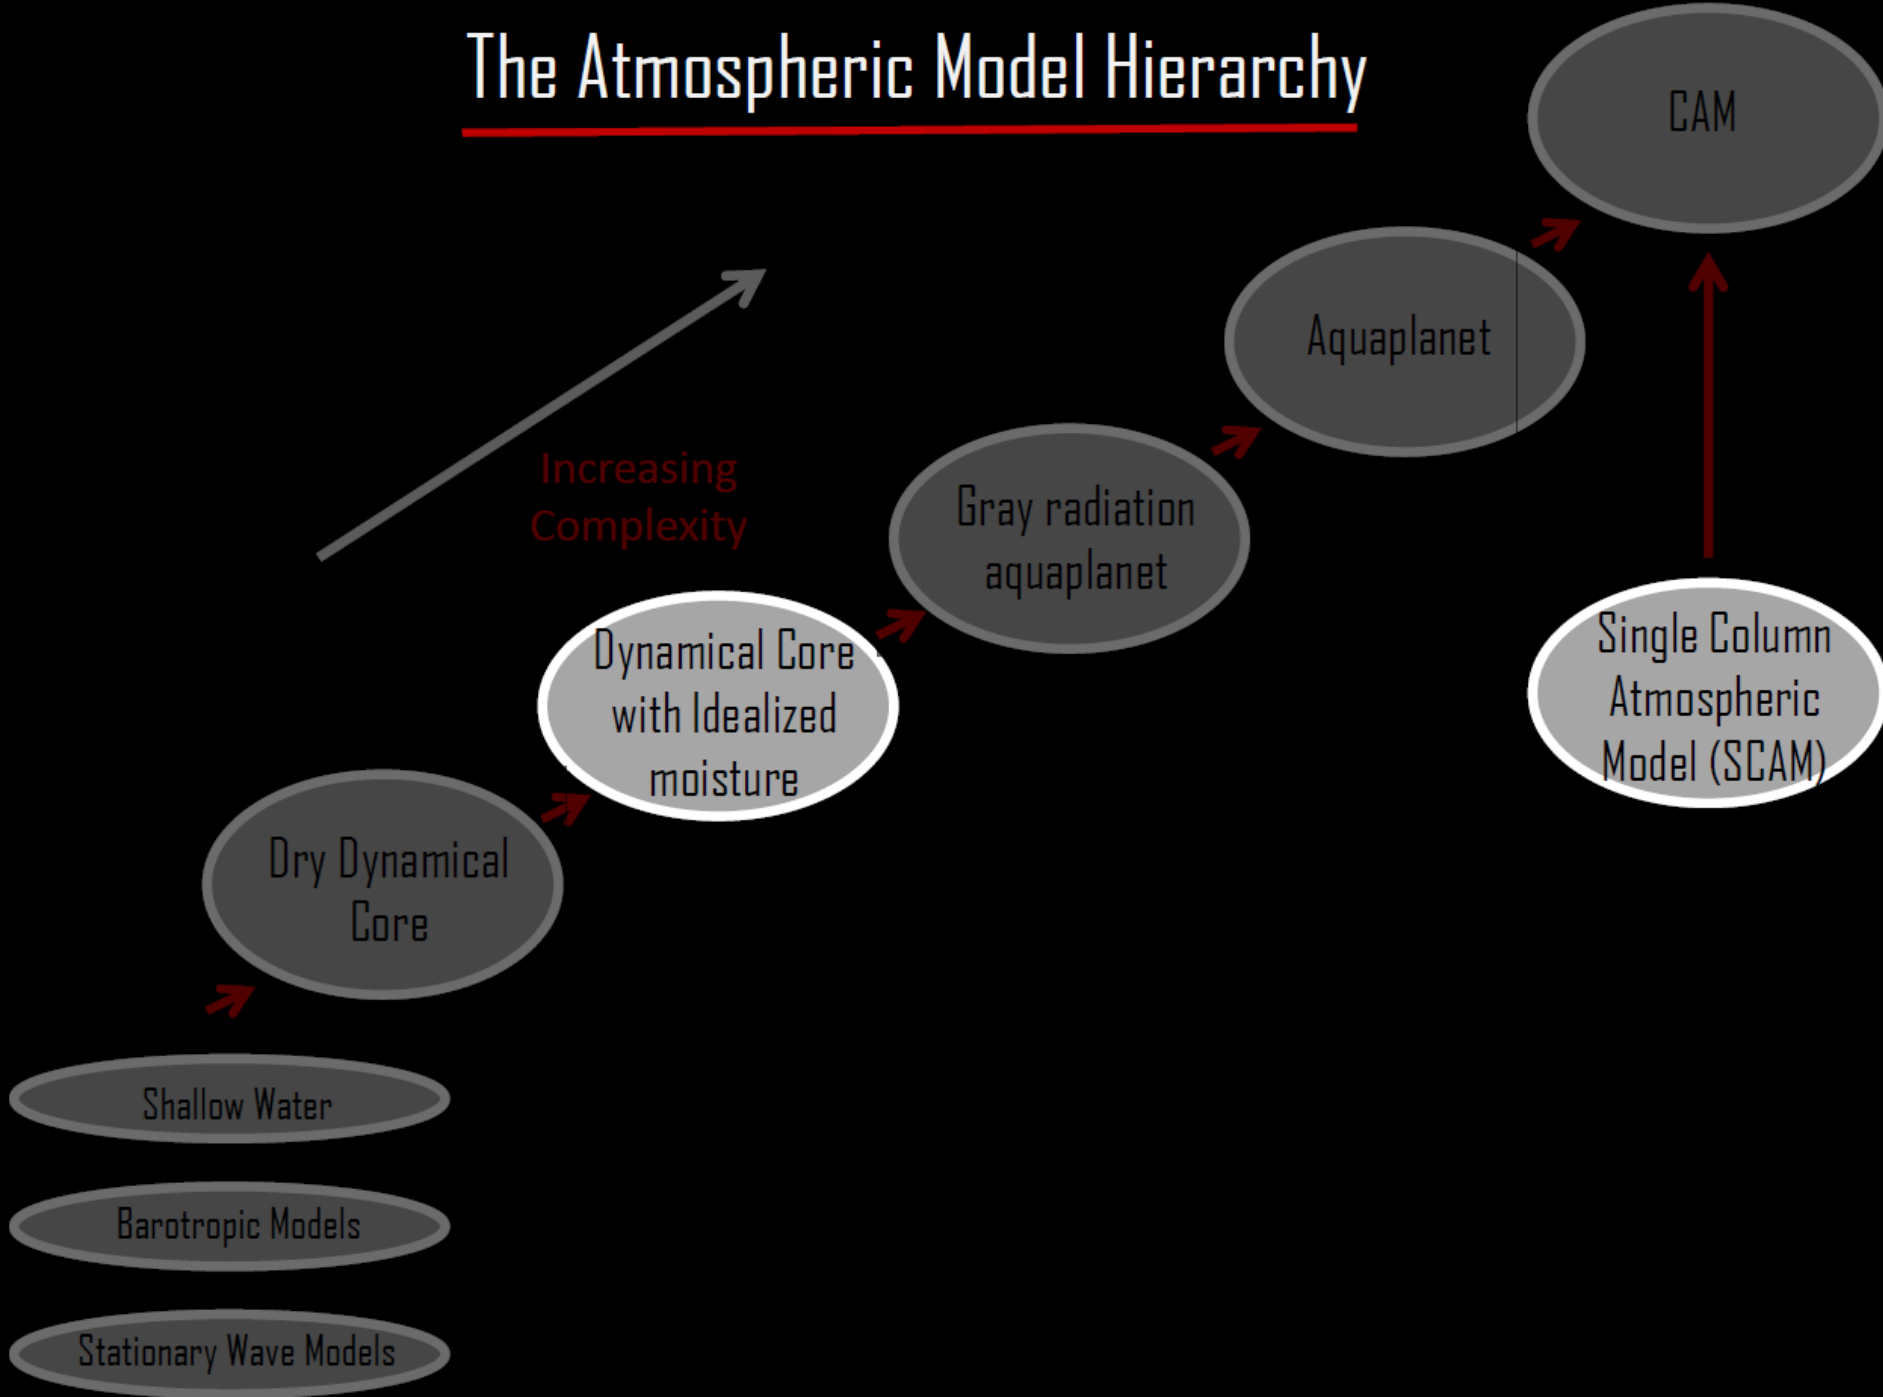 The Atmospheric Model Hierarchy
CAM
Aquaplanet
Increasing
Complexity
Gray radiation
aquaplanet
Dynamical Core
with Idealized
moisture
Single Column
Atmospheric
Model (SCAM)
Dry Dynamical
Core
Shallow Water
Barotropic Models
Stationary Wave Models